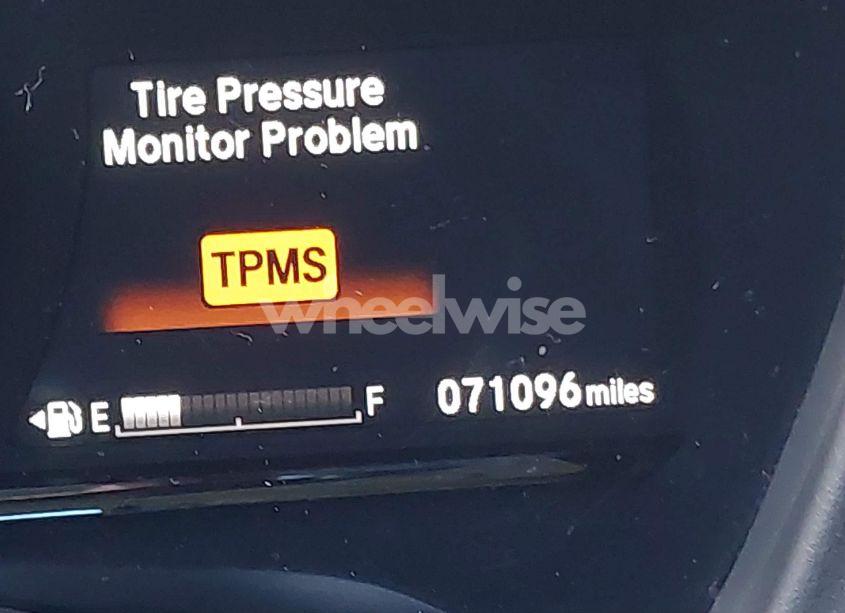 Tire Pressure
Monitor Problem
TPMS
wheelwise
E F 071096 miles